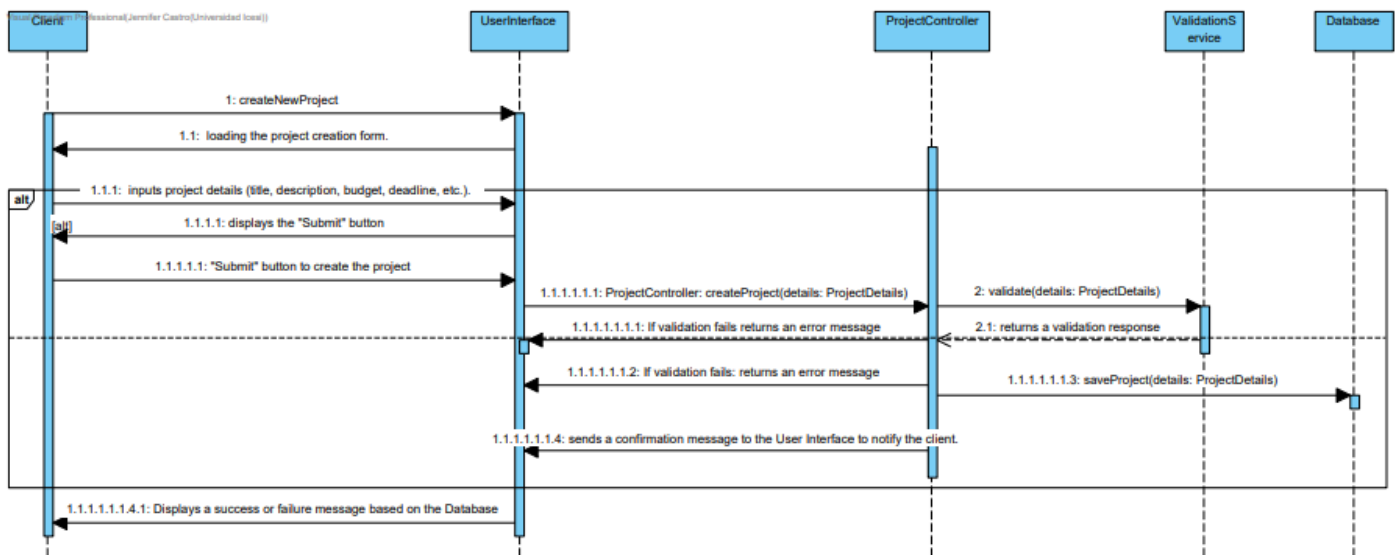 Visual Paradigm Professional(Jennifer Castro(Universidad Icesi))
Client
UserInterface
ProjectController
ValidationS
ervice
Database
1: createNewProject
1.1: loading the project creation form.
1.1.1: inputs project details (title, description, budget, deadline, etc.).
alt
[alt]
1.1.1.1: displays the "Submit" button
1.1.1.1.1: "Submit" button to create the project
1.1.1.1.1.1: ProjectController: createProject(details: ProjectDetails)
2: validate(details: ProjectDetails)
1.1.1.1.1.1.1: If validation fails returns an error message
2.1: returns a validation response
1.1.1.1.1.1.2: If validation fails: returns an error message
1.1.1.1.1.1.3: saveProject(details: ProjectDetails)
1.1.1.1.1.1.4: sends a confirmation message to the User Interface to notify the client.
1.1.1.1.1.1.4.1: Displays a success or failure message based on the Database